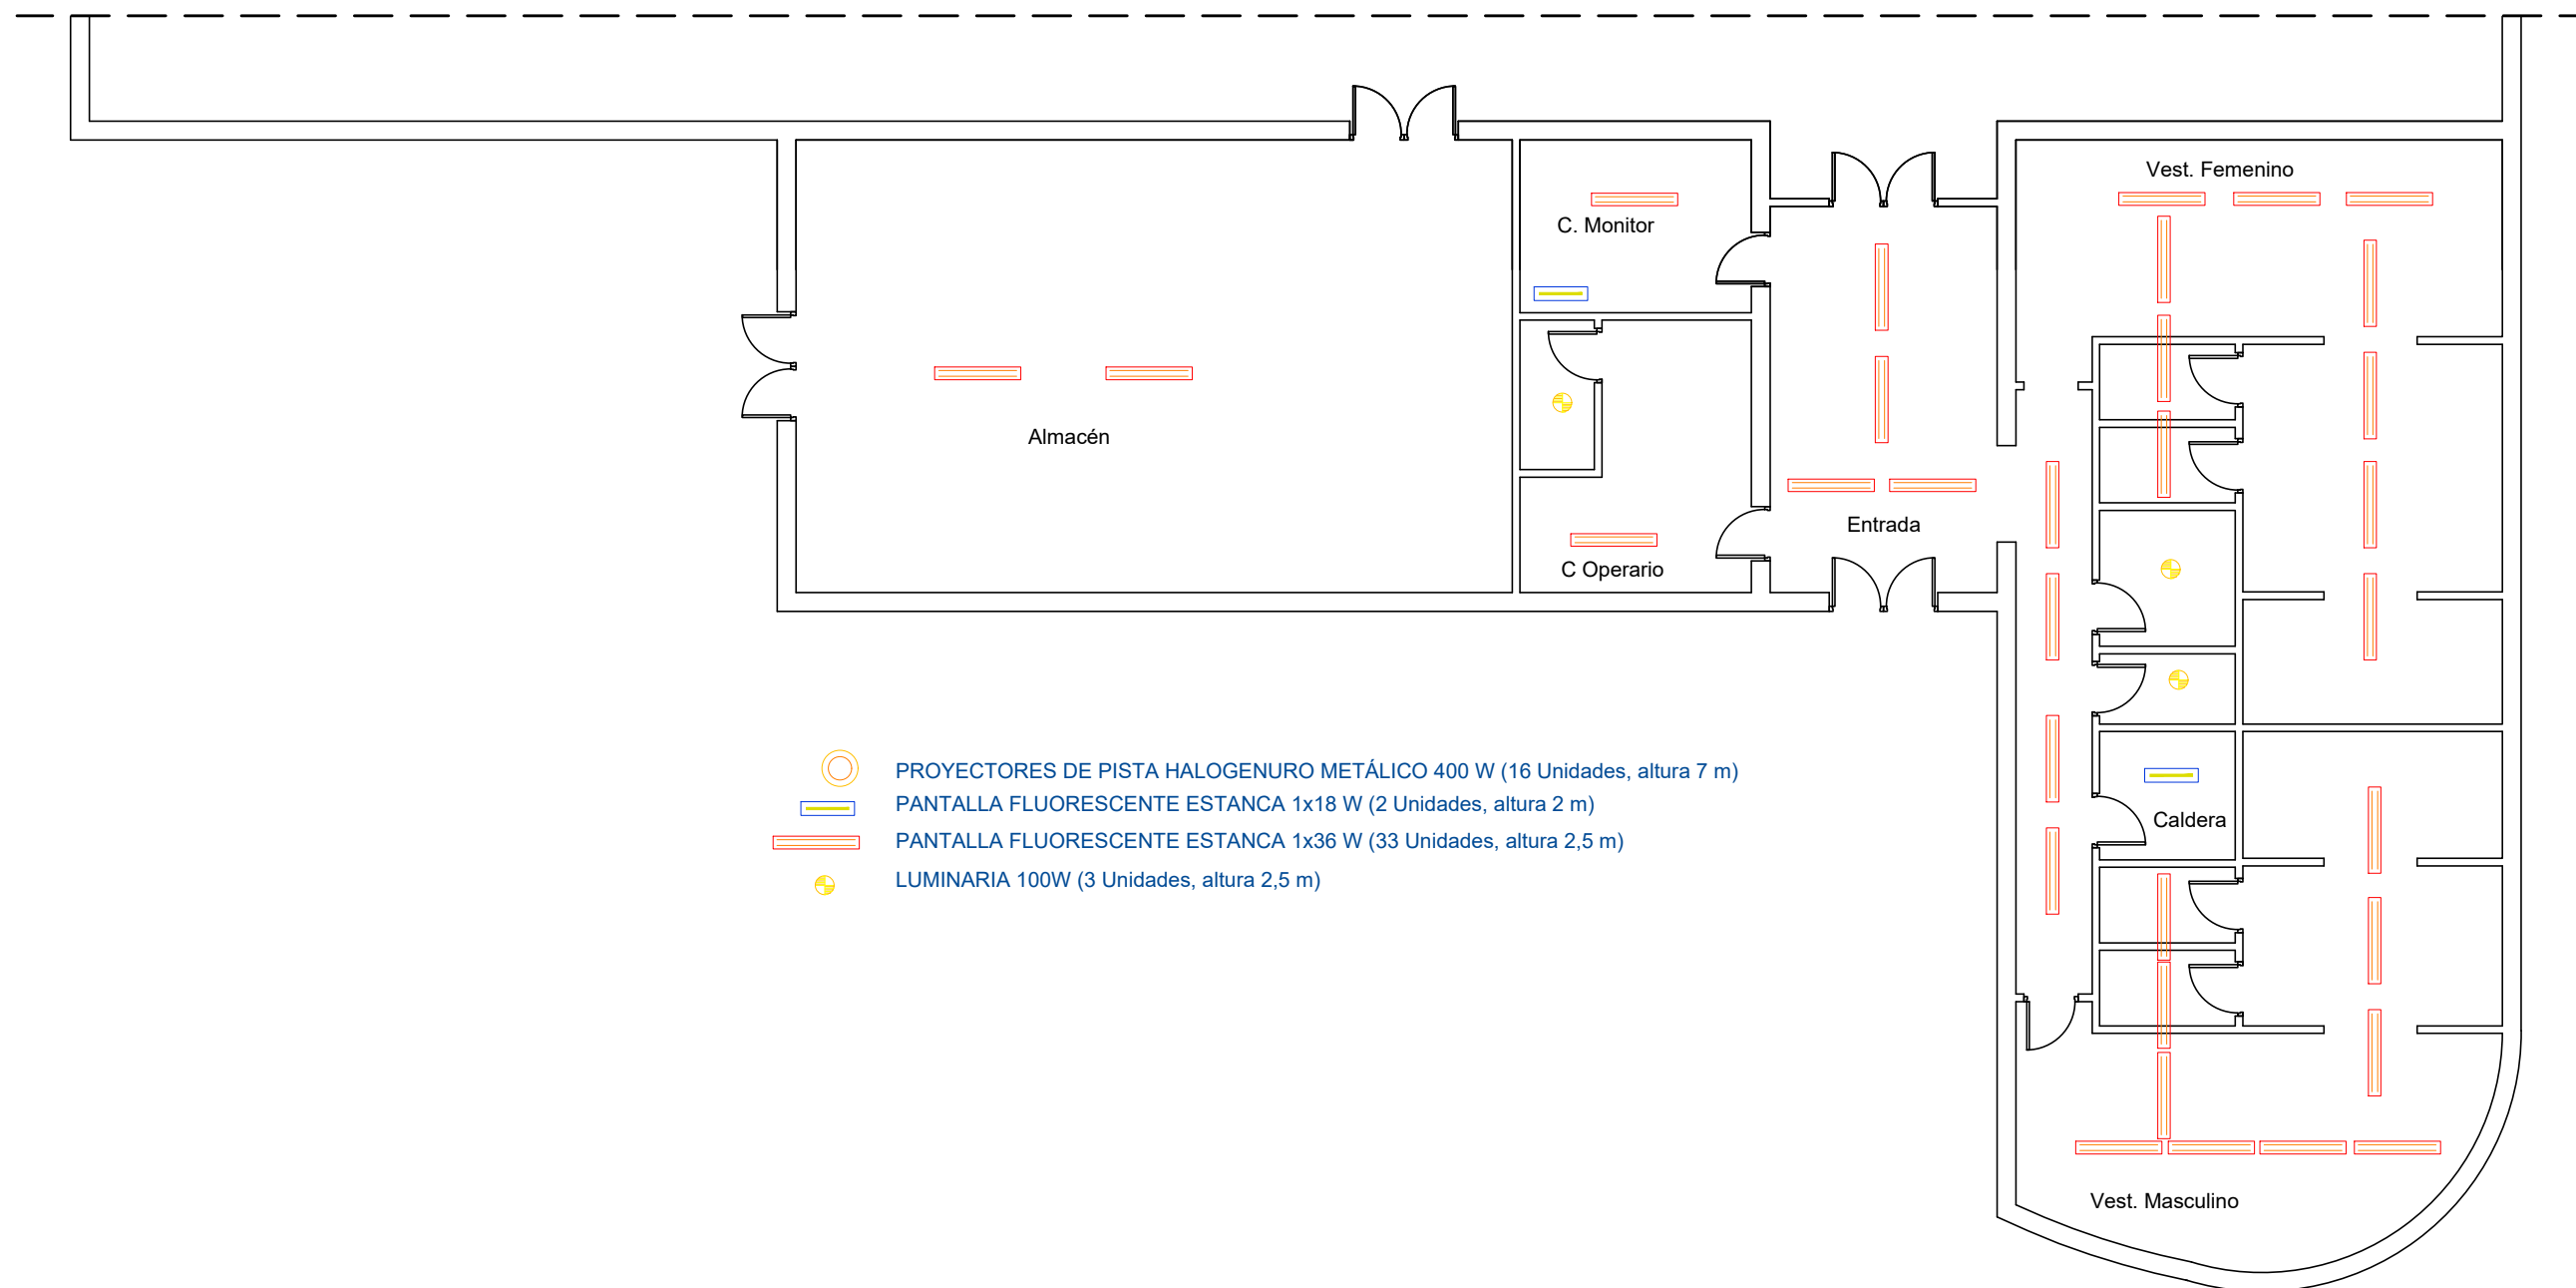 Vest. Femenino
C. Monitor
Almacén
Entrada
C Operario
PROYECTORES DE PISTA HALOGENURO METÁLICO 400 W (16 Unidades, altura 7 m)
PANTALLA FLUORESCENTE ESTANCA 1x18 W (2 Unidades, altura 2 m)
Caldera
PANTALLA FLUORESCENTE ESTANCA 1x36 W (33 Unidades, altura 2,5 m)
LUMINARIA 100W (3 Unidades, altura 2,5 m)
Vest. Masculino